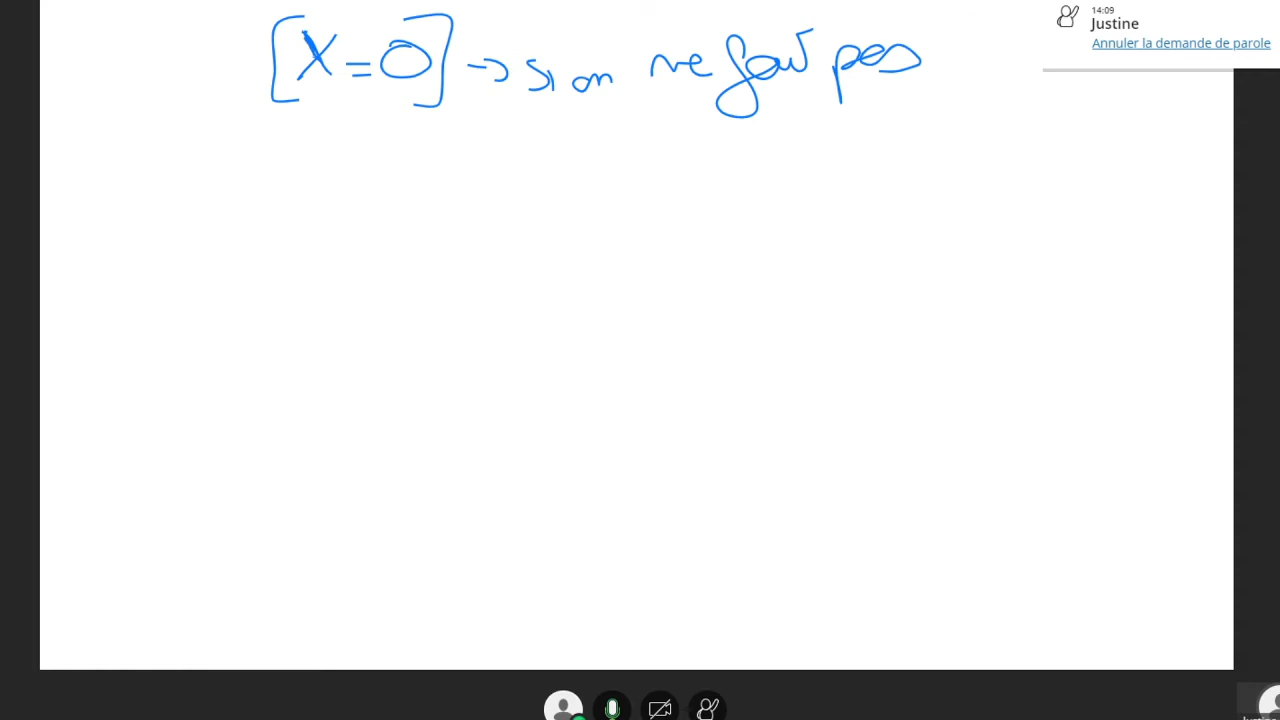 [X=0] → si on ne fait pas
14:09
Justine
Annuler la demande de parole